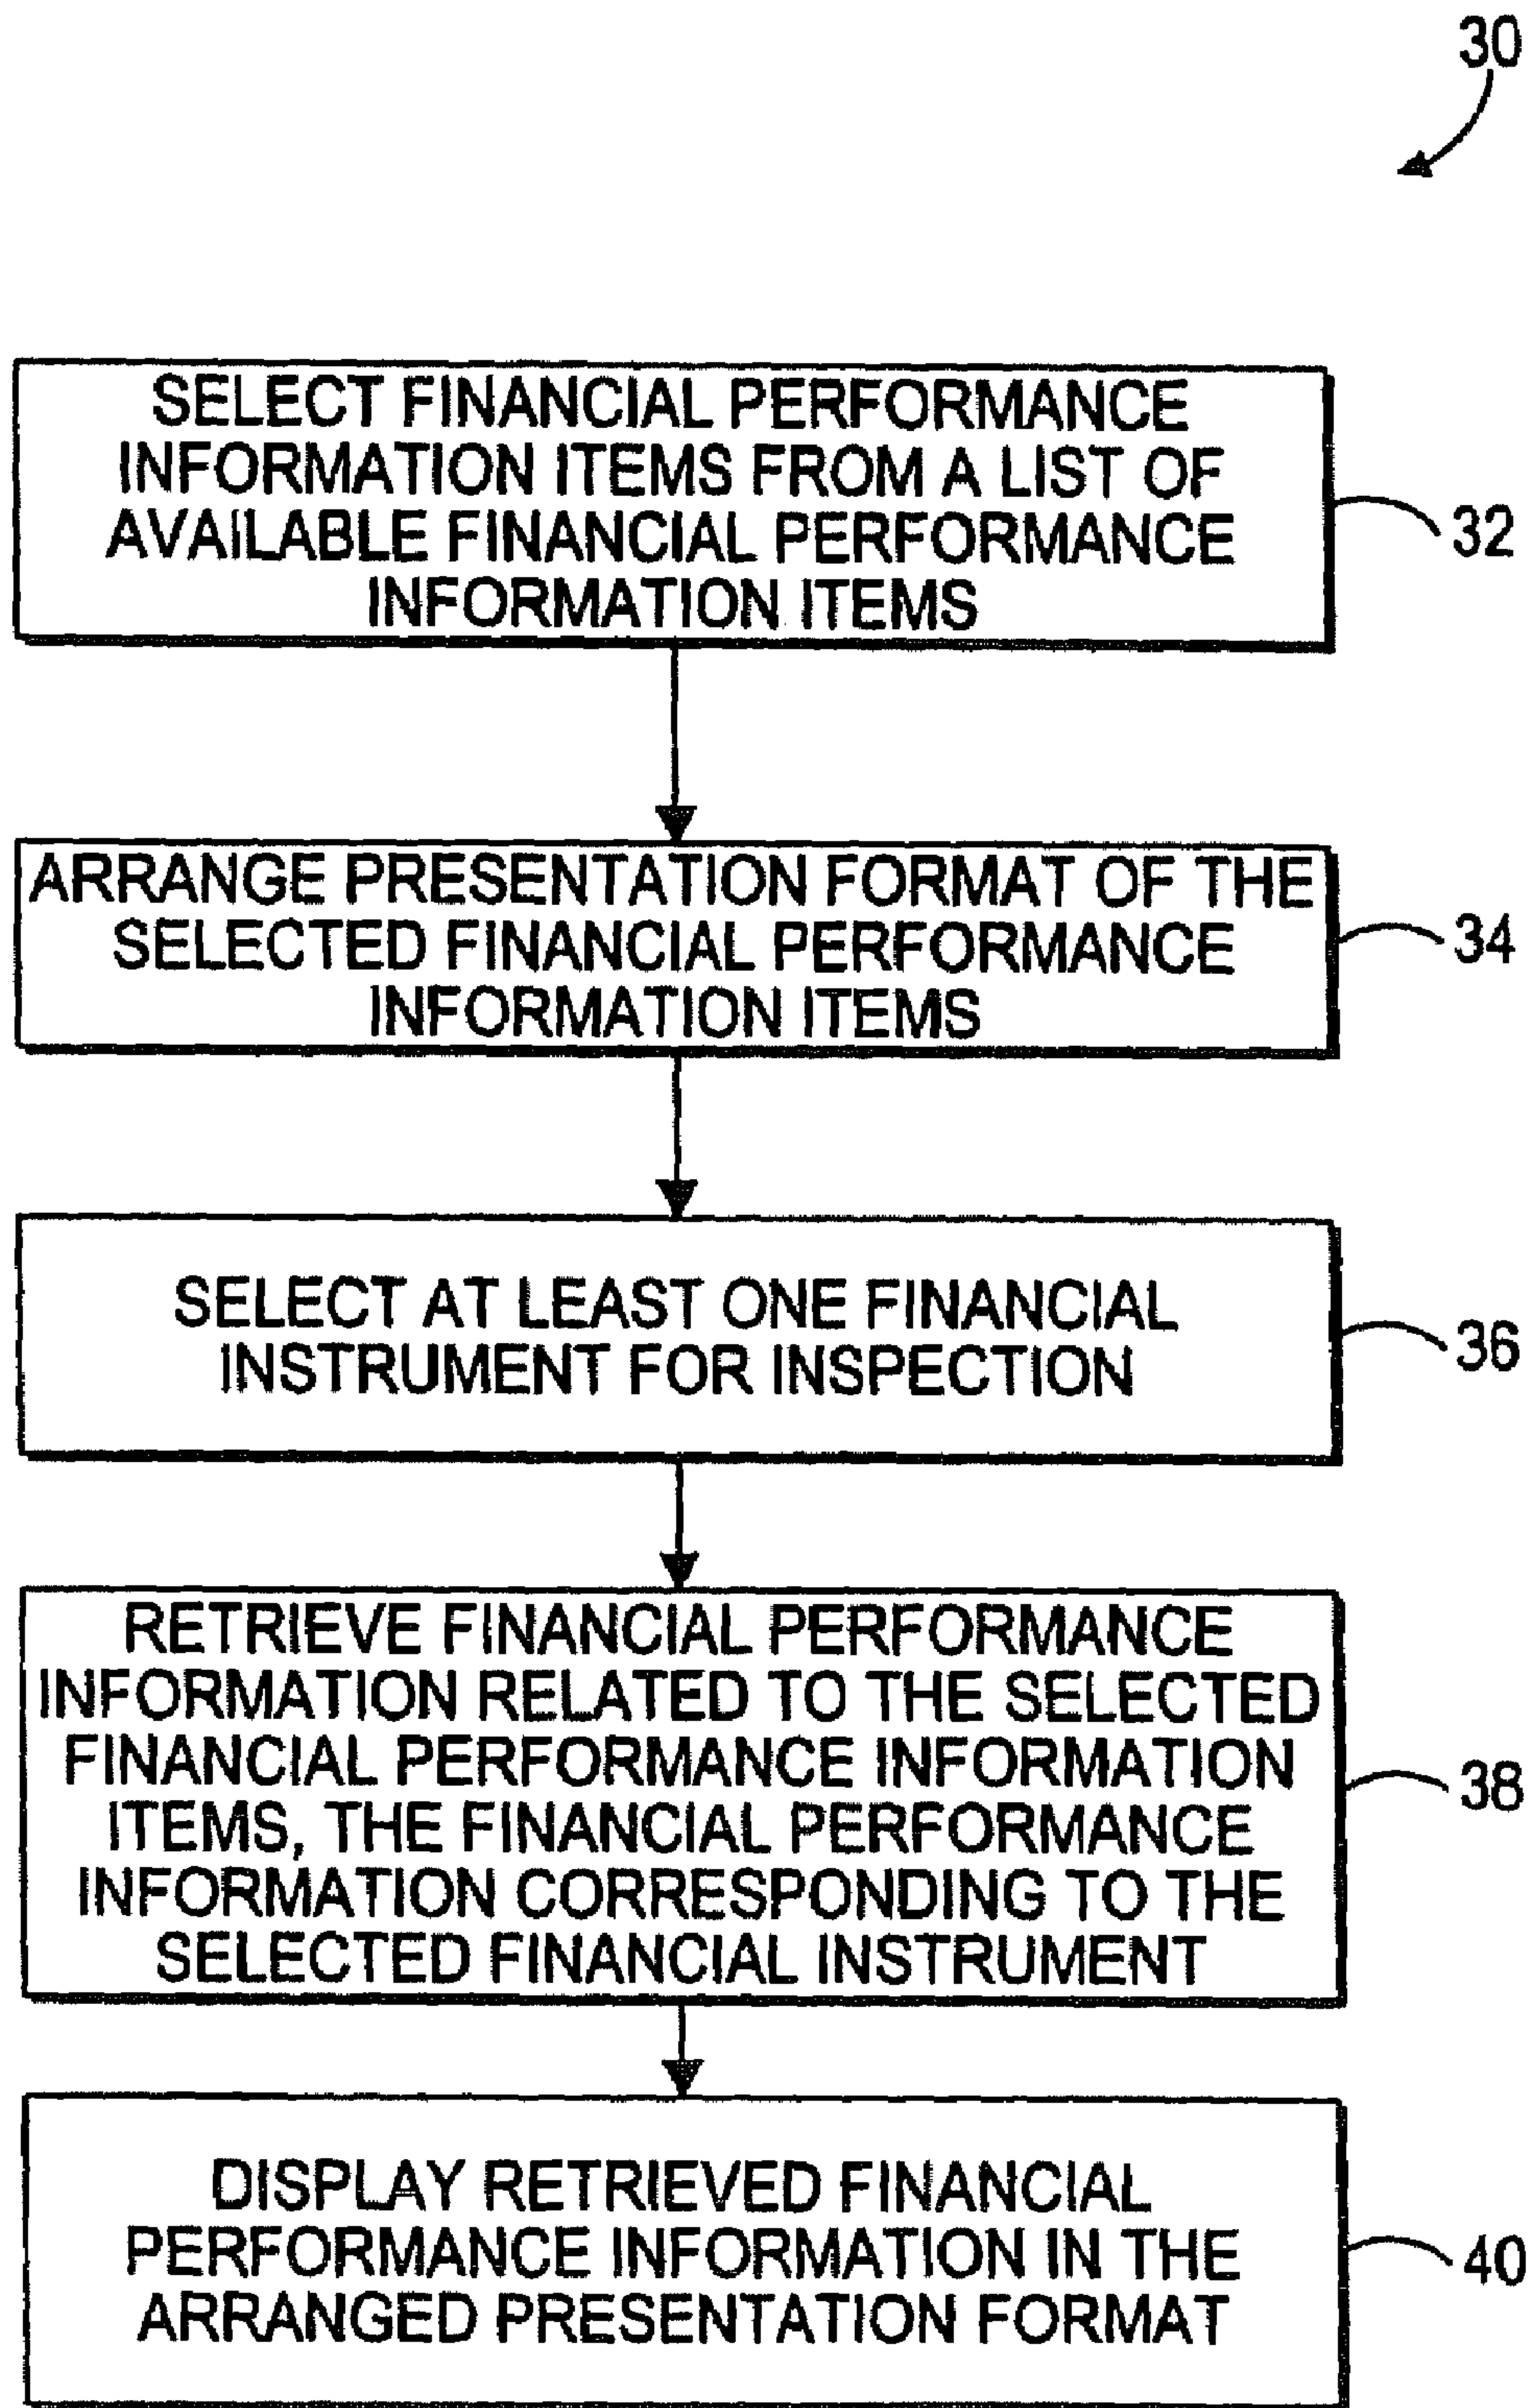 30
SELECT FINANCIAL PERFORMANCE
INFORMATION ITEMS FROM A LIST OF
AVAILABLE FINANCIAL PERFORMANCE
INFORMATION ITEMS
32
ARRANGE PRESENTATION FORMAT OF THE
SELECTED FINANCIAL PERFORMANCE
INFORMATION ITEMS
34
SELECT AT LEAST ONE FINANCIAL
INSTRUMENT FOR INSPECTION
36
RETRIEVE FINANCIAL PERFORMANCE
INFORMATION RELATED TO THE SELECTED
FINANCIAL PERFORMANCE INFORMATION
ITEMS, THE FINANCIAL PERFORMANCE
INFORMATION CORRESPONDING TO THE
SELECTED FINANCIAL INSTRUMENT
38
DISPLAY RETRIEVED FINANCIAL
PERFORMANCE INFORMATION IN THE
ARRANGED PRESENTATION FORMAT
40